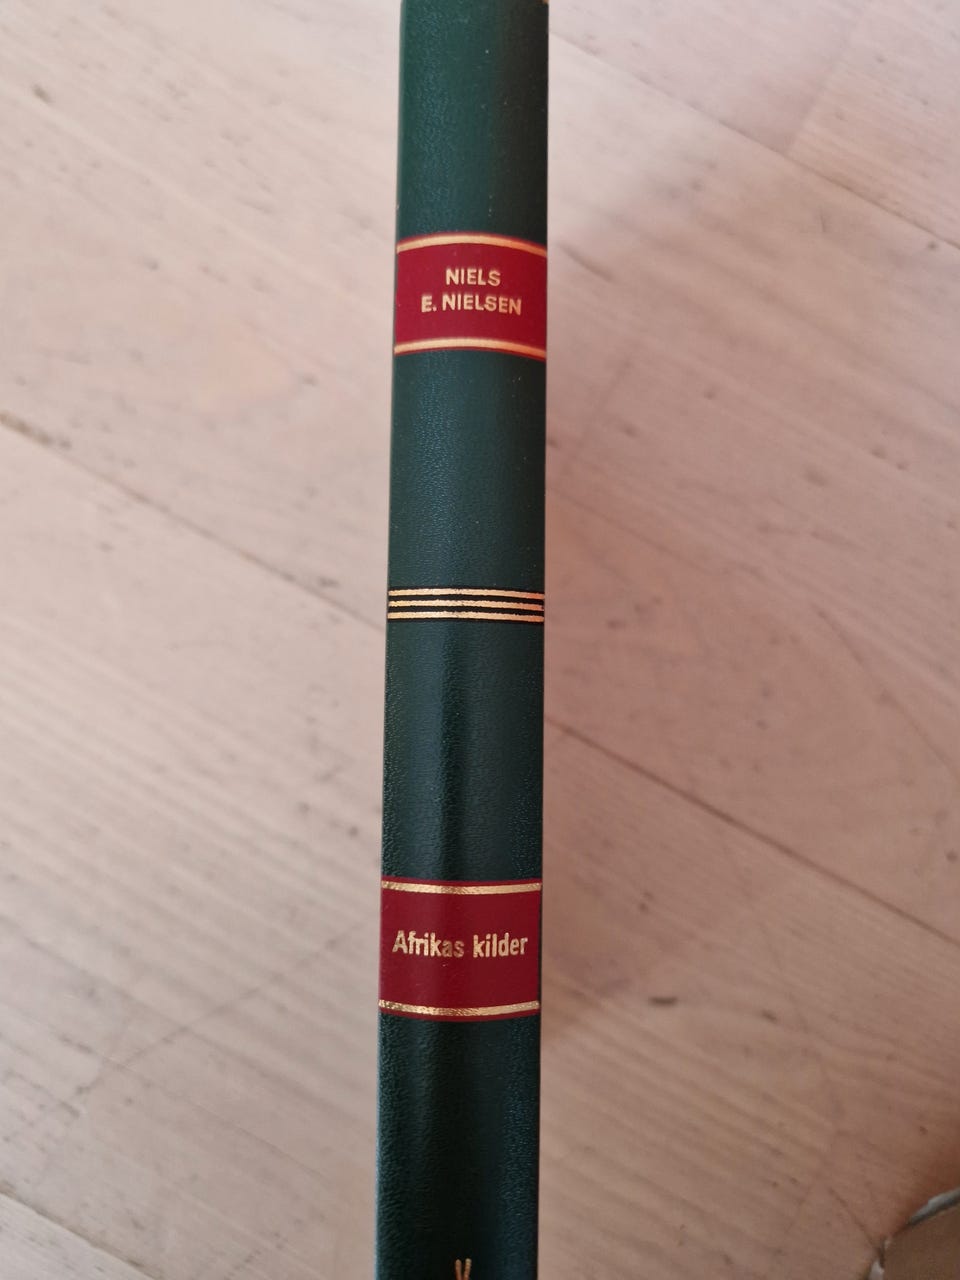 NIELS
E. NIELSEN
Afrikas kilder